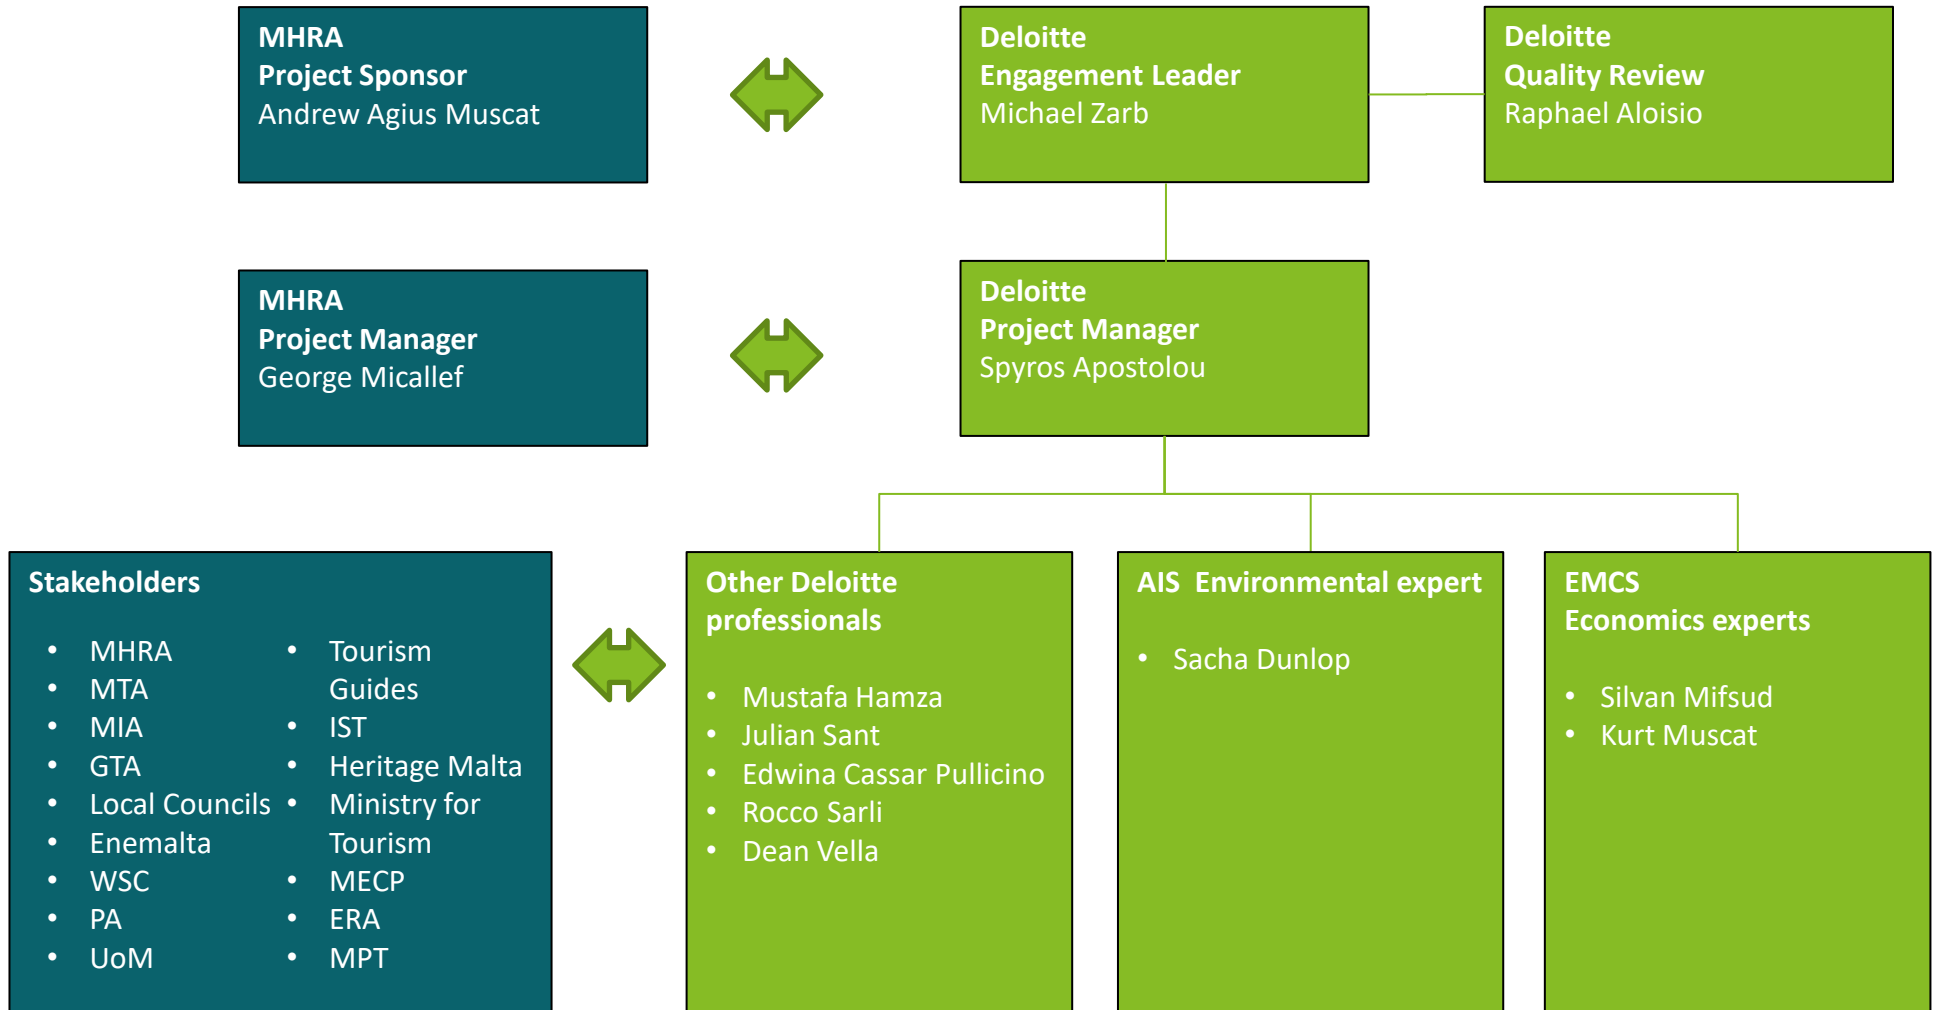 MHRA
Project Sponsor
Andrew Agius Muscat
Deloitte
Engagement Leader
Michael Zarb
Deloitte
Quality Review
Raphael Aloisio
MHRA
Project Manager
George Micallef
Deloitte
Project Manager
Spyros Apostolou
Stakeholders
• MHRA
• MTA
• MIA
• GTA
• Local Councils
• Enemalta
• WSC
• PA
• UoM
• Tourism
Guides
• IST
• Heritage Malta
• Ministry for
Tourism
• MECP
• ERA
• MPT
Other Deloitte
professionals
• Mustafa Hamza
• Julian Sant
• Edwina Cassar Pullicino
• Rocco Sarli
• Dean Vella
AIS  Environmental expert
• Sacha Dunlop
EMCS
Economics experts
• Silvan Mifsud
• Kurt Muscat